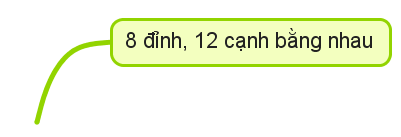 8 đỉnh, 12 cạnh bằng nhau